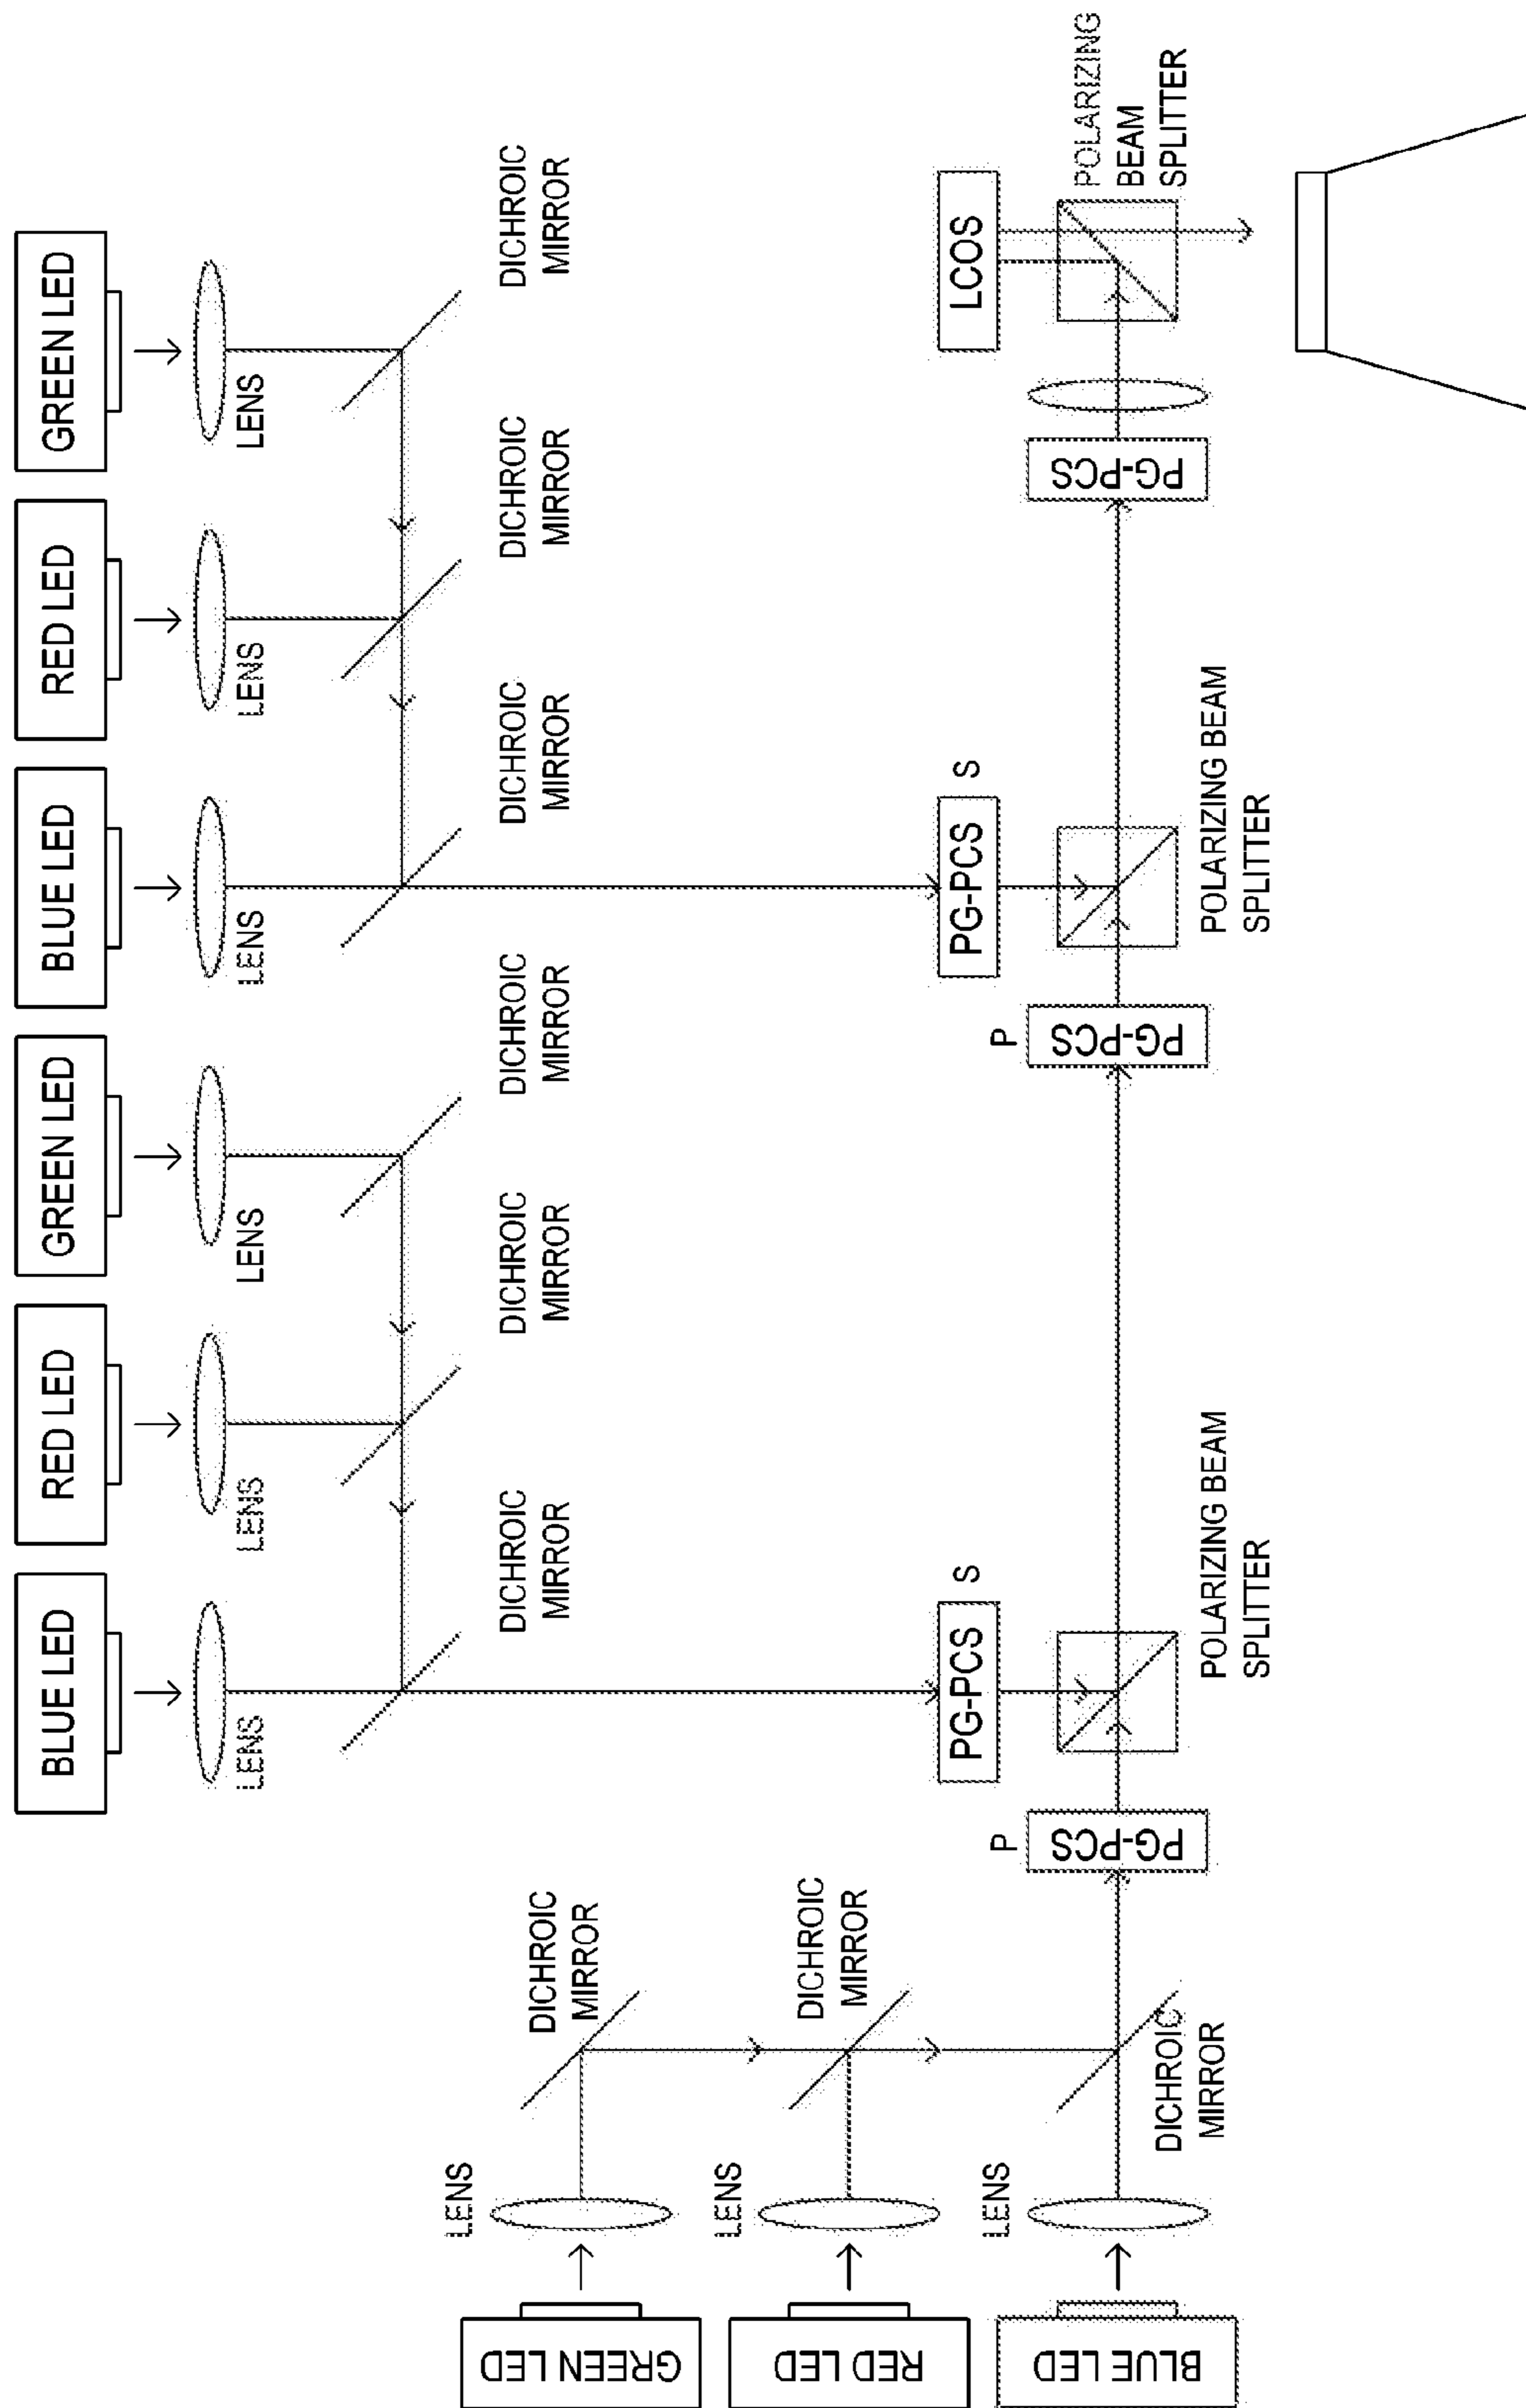 GREEN LED
LENS
DICHROIC
MIRROR
RED LED
LENS
DICHROIC
MIRROR
BLUE LED
LENS
DICHROIC
MIRROR
GREEN LED
LENS
DICHROIC
MIRROR
RED LED
LENS
DICHROIC
MIRROR
BLUE LED
LENS
DICHROIC
MIRROR
GREEN LED
LENS
DICHROIC
MIRROR
RED LED
LENS
DICHROIC
MIRROR
BLUE LED
LENS
DICHROIC
MIRROR
P
PG-PCS
PG-PCS
S
POLARIZING BEAM
SPLITTER
P
PG-PCS
PG-PCS
S
POLARIZING BEAM
SPLITTER
PG-PCS
LCOS
POLARIZING
BEAM
SPLITTER